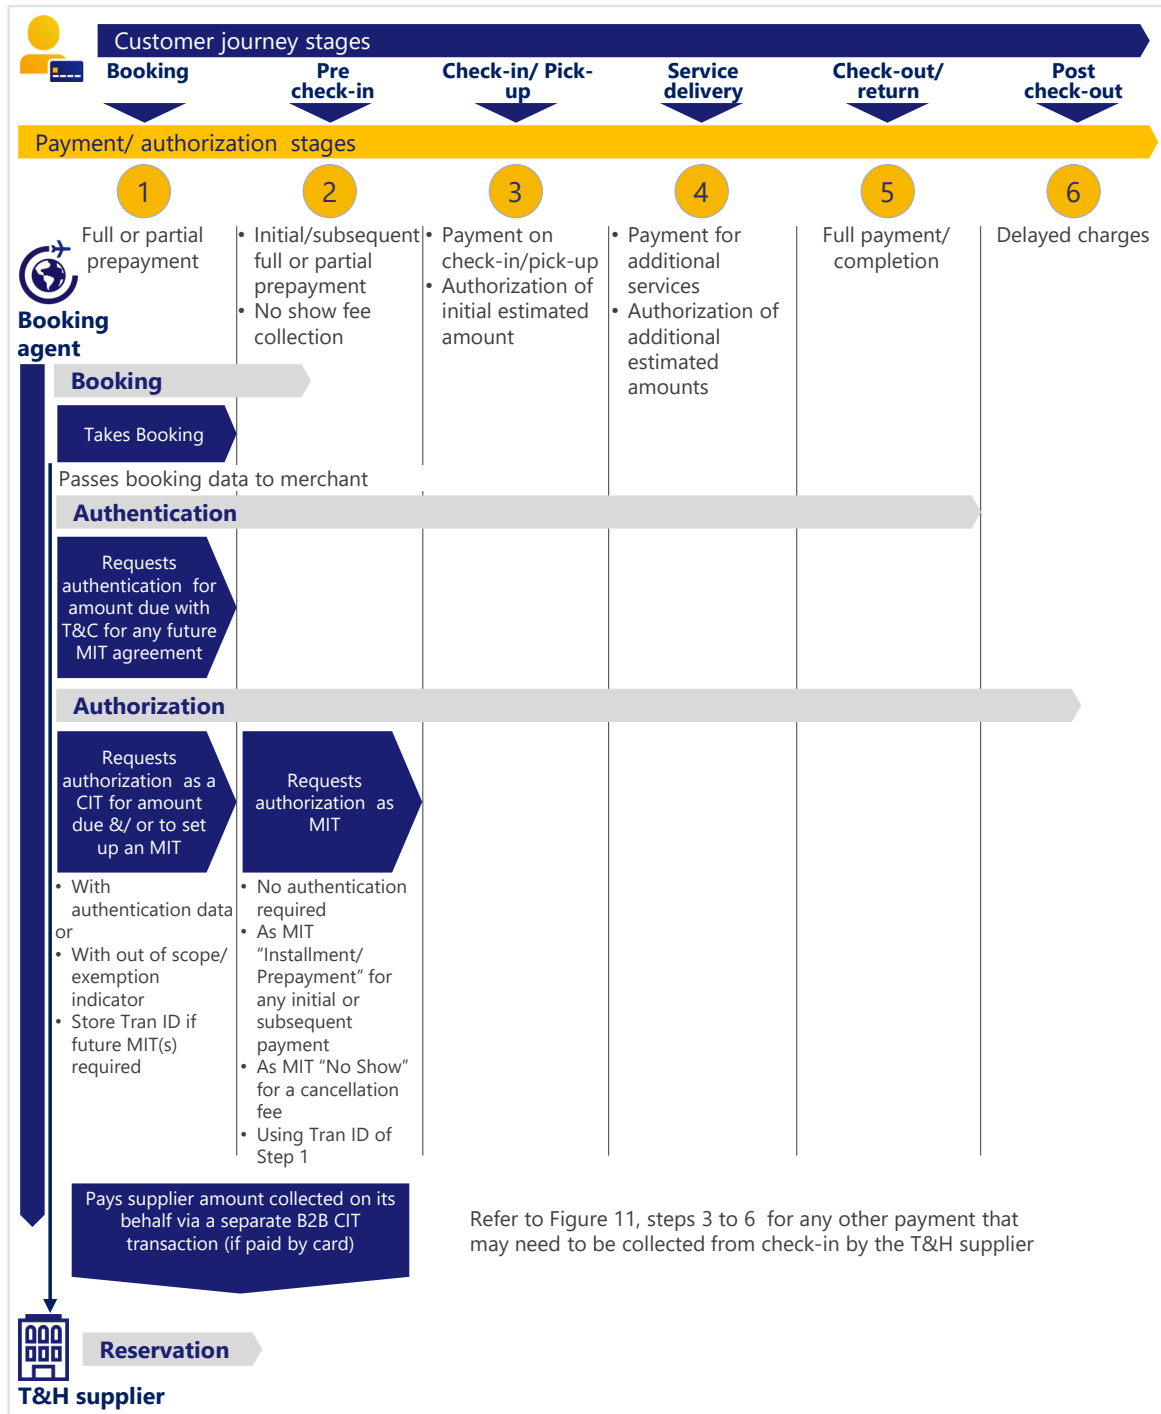 Customer journey stages
Booking
Pre
check-in
Check-in/ Pick-
up
Service
delivery
Check-out/
return
Post
check-out
Payment/ authorization stages
1
2
3
4
5
6
Full or partial
prepayment
• Initial/subsequent
full or partial
prepayment
• No show fee
collection
• Payment on
check-in/pick-up
• Authorization of
initial estimated
amount
• Payment for
additional
services
• Authorization of
additional
estimated
amounts
Full payment/
completion
Delayed charges
Booking
agent
Booking
Takes Booking
Passes booking data to merchant
Authentication
Requests
authentication for
amount due with
T&C for any future
MIT agreement
Authorization
Requests
authorization as a
CIT for amount
due &/ or to set
up an MIT
Requests
authorization as
MIT
• With
authentication data
or
• With out of scope/
exemption
indicator
• Store Tran ID if
future MIT(s)
required
• No authentication
required
• As MIT
“Installment/
Prepayment” for
any initial or
subsequent
payment
• As MIT “No Show”
for a cancellation
fee
• Using Tran ID of
Step 1
Pays supplier amount collected on its
behalf via a separate B2B CIT
transaction (if paid by card)
Refer to Figure 11, steps 3 to 6 for any other payment that
may need to be collected from check-in by the T&H supplier
Reservation
T&H supplier